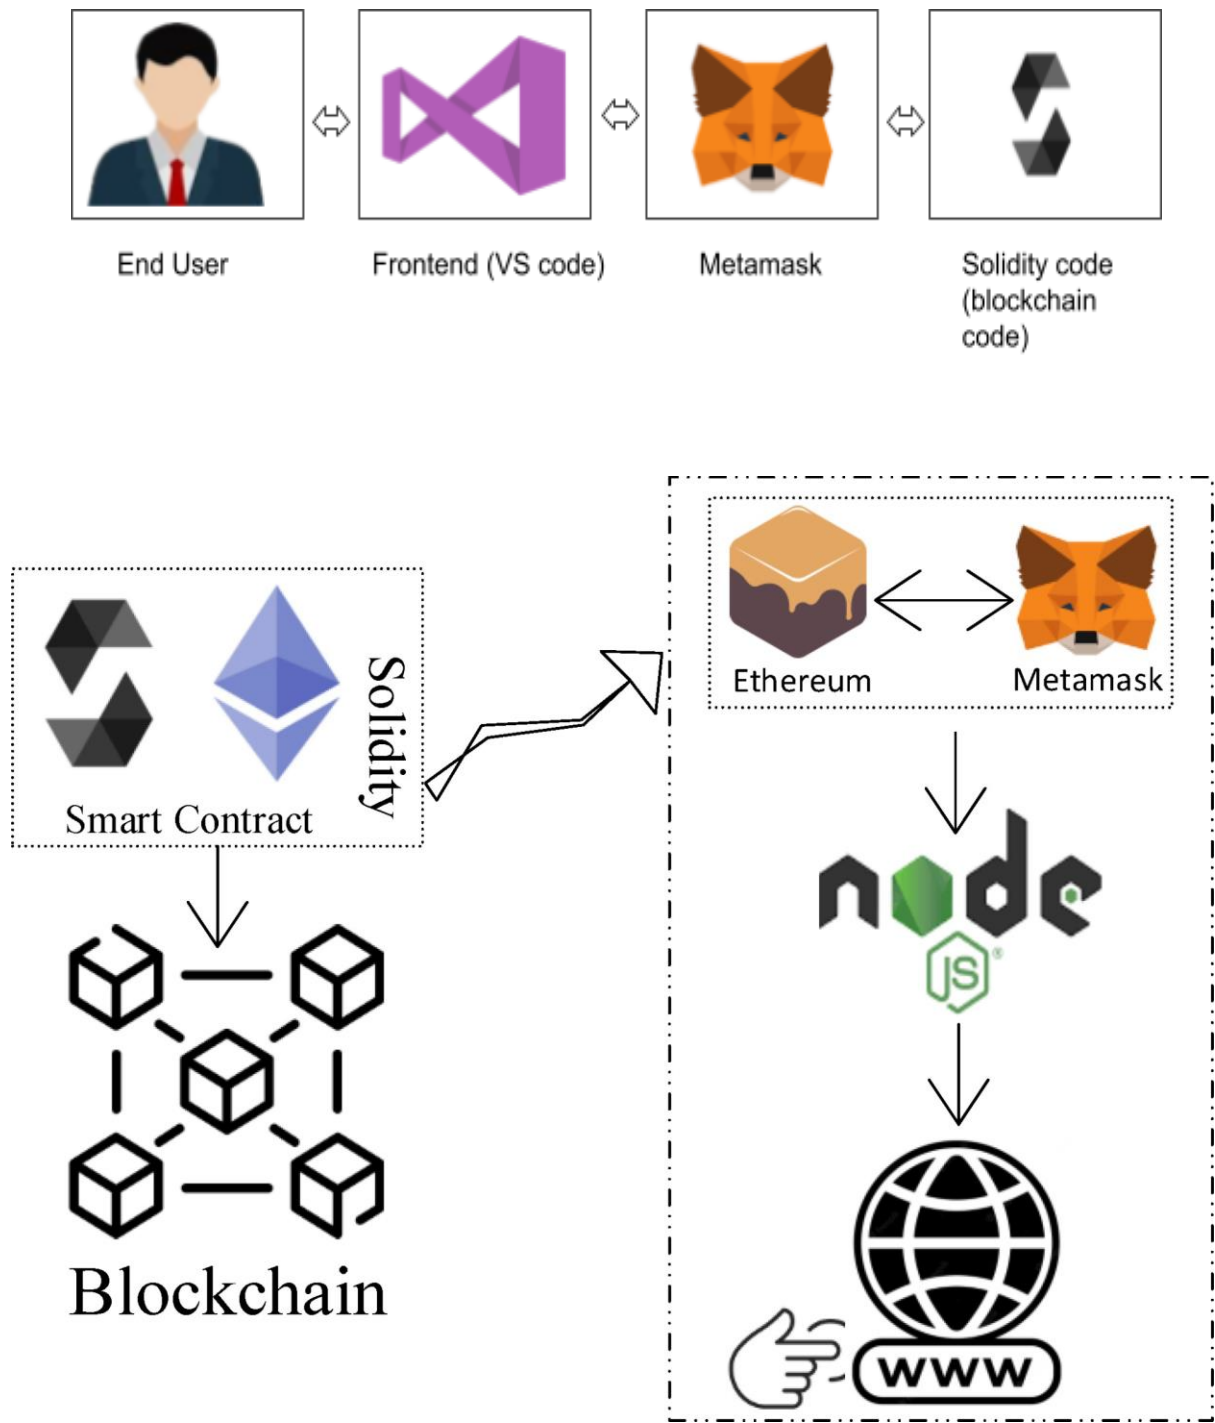 End User
Frontend (VS code)
Metamask
Solidity code
(blockchain
code)
Solidity
Smart Contract
Ethereum
Metamask
node
JS®
Blockchain
www